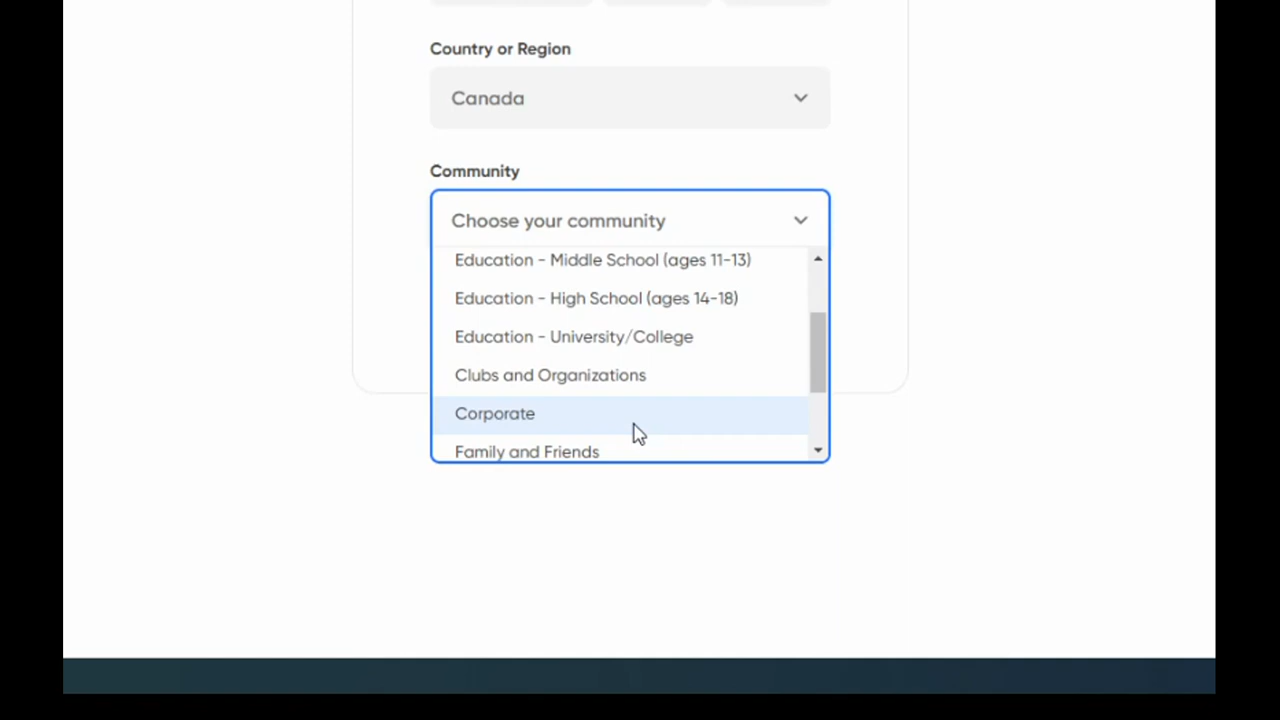 Country or Region
Canada
Community
Choose your community
Education - Middle School (ages 11-13)
Education - High School (ages 14-18)
Education - University/College
Clubs and Organizations
Corporate
Family and Friends